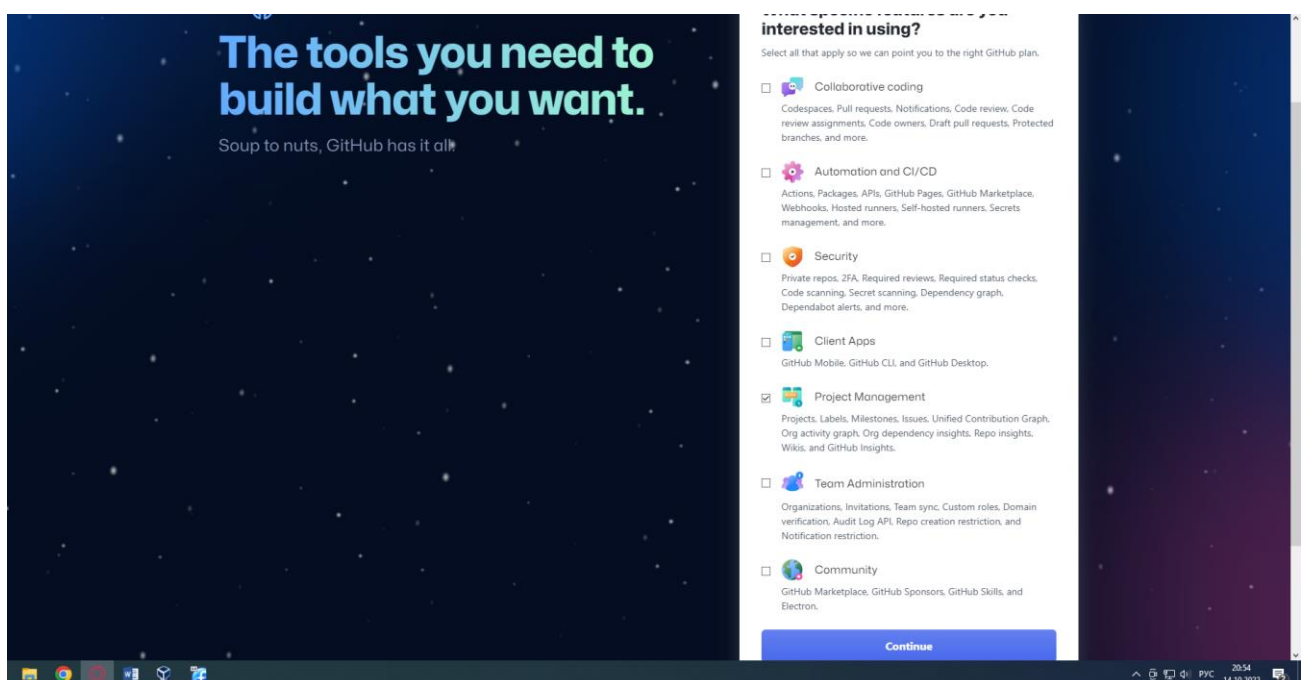 The tools you need to
build what you want.
Soup to nuts, GitHub has it all.
What specific features are you
interested in using?
Select all that apply so we can point you to the right GitHub plan.
Collaborative coding
Codespaces, Pull requests, Notifications, Code review, Code
review assignments, Code owners, Draft pull requests, Protected
branches, and more.
Automation and CI/CD
Actions, Packages, APIs, GitHub Pages, GitHub Marketplace,
Webhooks, Hosted runners, Self-hosted runners, Secrets
management, and more.
Security
Private repos, 2FA, Required reviews, Required status checks,
Code scanning, Secret scanning, Dependency graph,
Dependabot alerts, and more.
Client Apps
GitHub Mobile, GitHub CLI, and GitHub Desktop.
Project Management
Projects, Labels, Milestones, Issues, Unified Contribution Graph,
Org activity graph, Org dependency insights, Repo insights,
Wikis, and GitHub Insights.
Team Administration
Organizations, Invitations, Team sync, Custom roles, Domain
verification, Audit Log API, Repo creation restriction, and
Notification restriction.
Community
GitHub Marketplace, GitHub Sponsors, GitHub Skills, and
Electron.
Continue
РУС
20:54